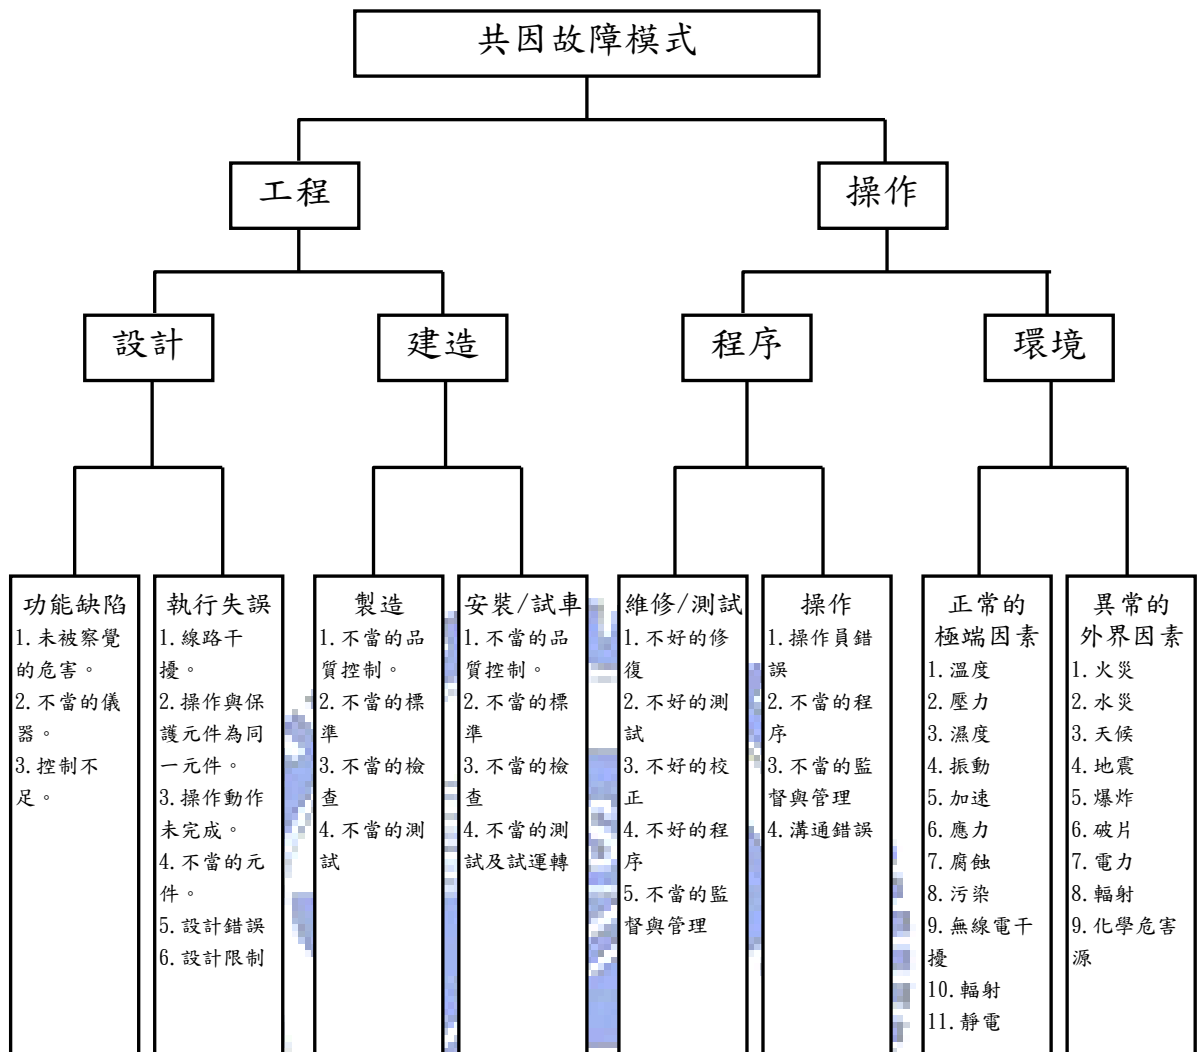 共因故障模式
工程
操作
設計
建造
程序
環境
功能缺陷
1.未被察覺
的危害。
2.不當的儀
器。
3.控制不
足。
執行失誤
1.線路干
擾。
2.操作與保
護元件為同
一元件。
3.操作動作
未完成。
4.不當的元
件。
5.設計錯誤
6.設計限制
製造
1.不當的品
質控制。
2.不當的標
準
3.不當的檢
查
4.不當的測
試
安裝/試車
1.不當的品
質控制。
2.不當的標
準
3.不當的檢
查
4.不當的測
試及試運轉
維修/測試
1.不好的修
復
2.不好的測
試
3.不好的校
正
4.不好的程
序
5.不當的監
督與管理
操作
1.操作員錯
誤
2.不當的程
序
3.不當的監
督與管理
4.溝通錯誤
正常的
極端因素
1.溫度
2.壓力
3.濕度
4.振動
5.加速
6.應力
7.腐蝕
8.污染
9.無線電干
擾
10.輻射
11.靜電
異常的
外界因素
1.火災
2.水災
3.天候
4.地震
5.爆炸
6.破片
7.電力
8.輻射
9.化學危害
源